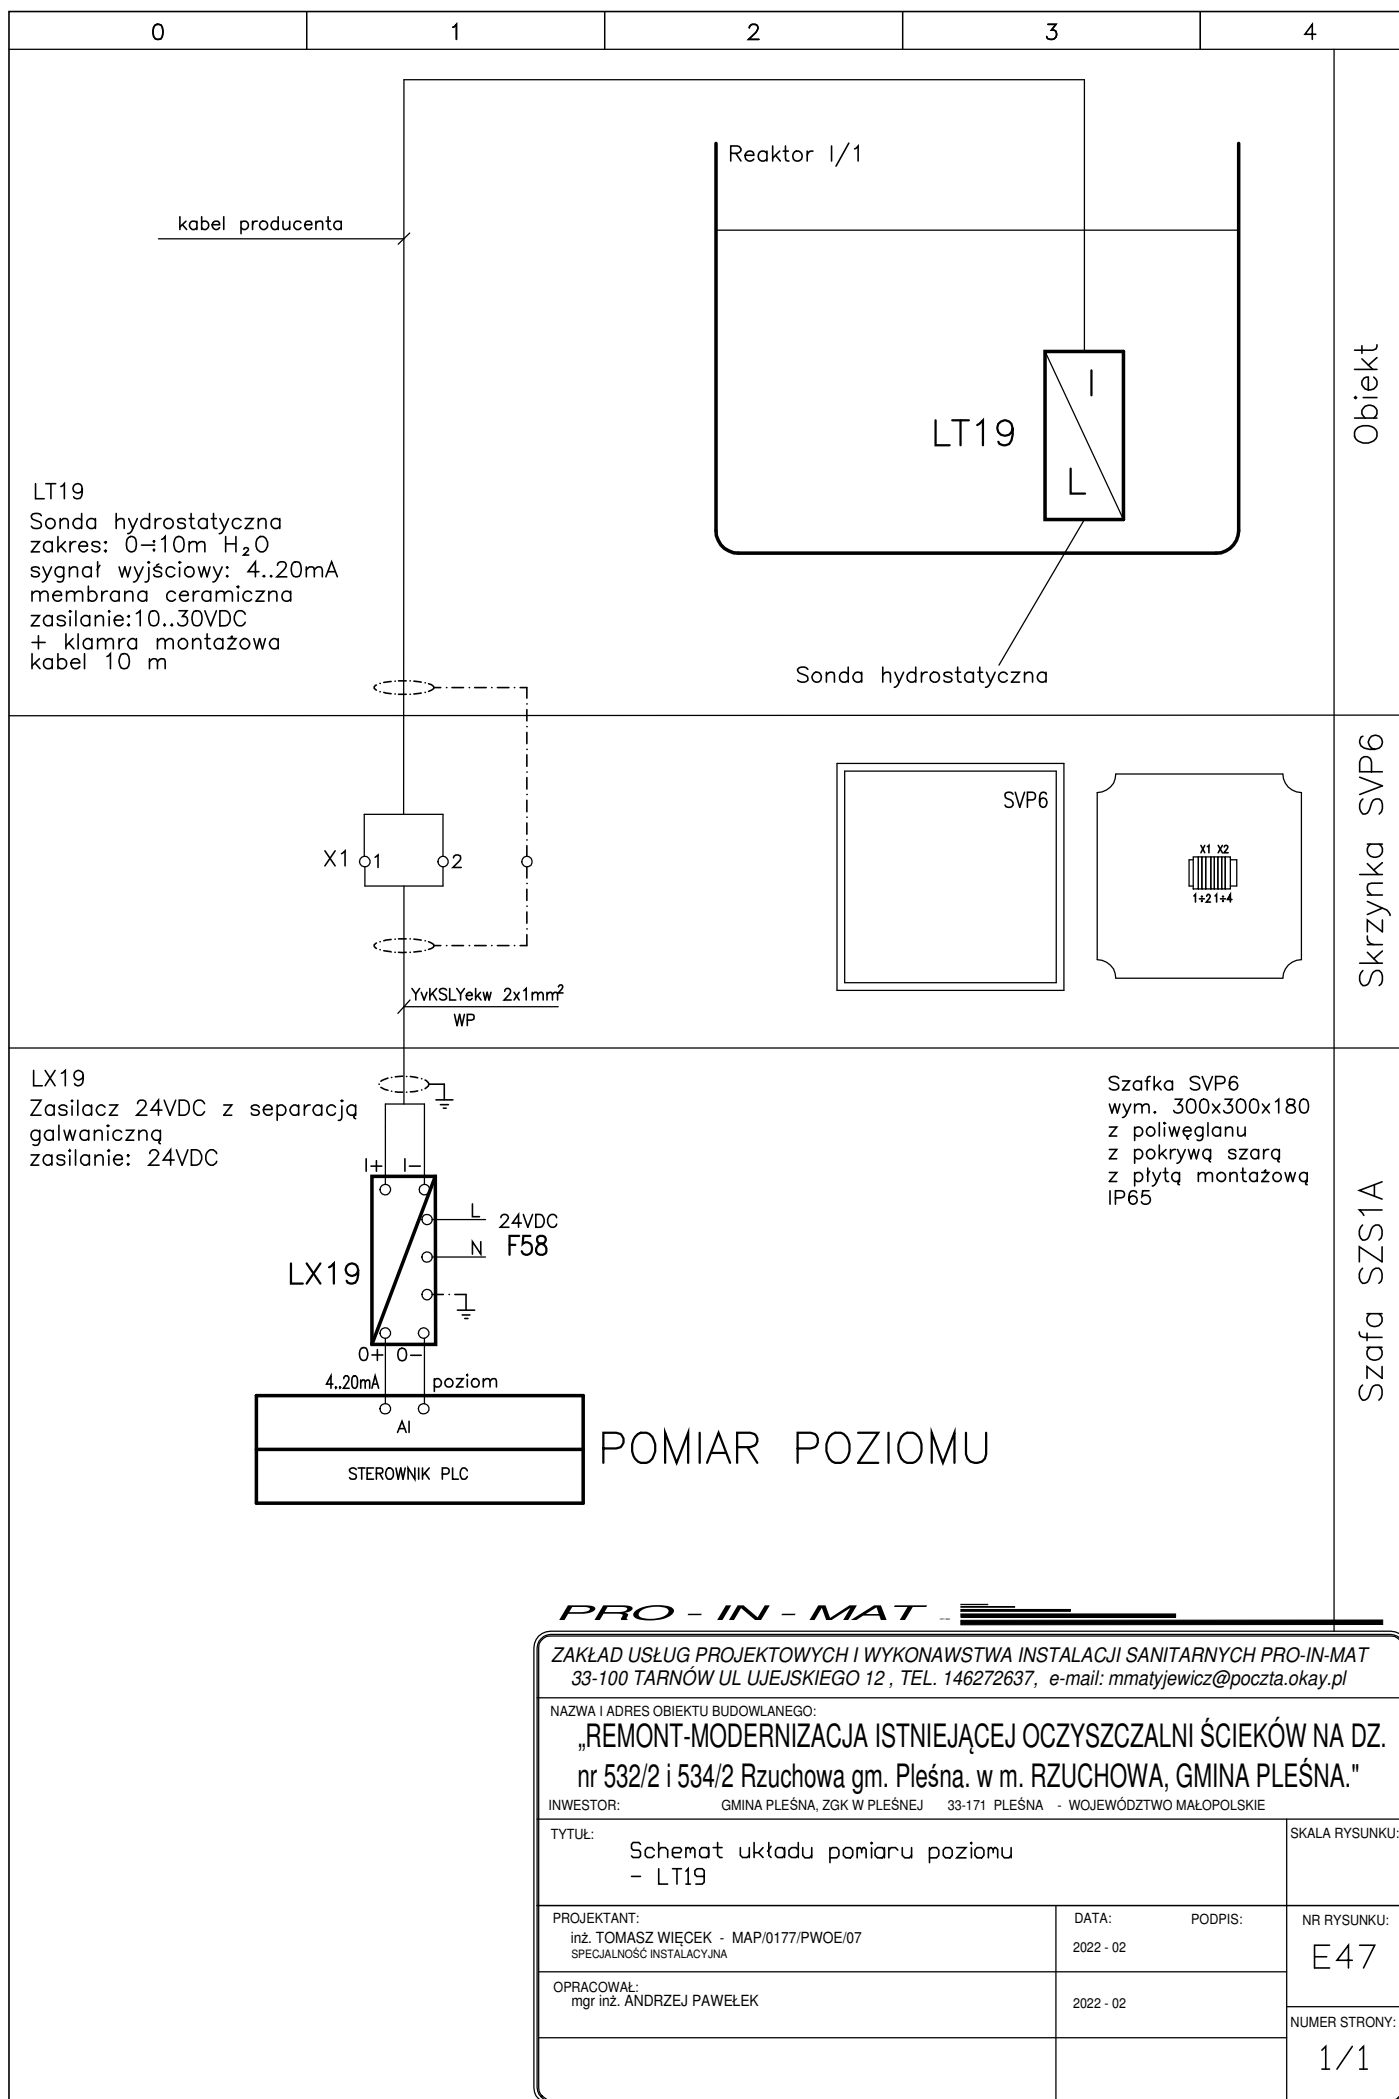 0 1 2 3 4
Reaktor I/1
kabel producenta
I
LT19
L
Obiekt
LT19
Sonda hydrostatyczna
zakres: 0÷10m H₂O
sygnał wyjściowy: 4..20mA
membrana ceramiczna
zasilanie:10..30VDC
+ klamra montażowa
kabel 10 m
Sonda hydrostatyczna
SVP6
X1 1 2
X1 X2
1÷2 1÷4
Skrzynka SVP6
YvKSLYekw 2x1mm²
WP
LX19
Zasilacz 24VDC z separacją
galwaniczną
zasilanie: 24VDC
Szafka SVP6
wym. 300x300x180
z poliwęglanu
z pokrywą szarą
z płytą montażową
IP65
I+ I-
L 24VDC
N F58
LX19
O+ O-
4..20mA poziom
AI
STEROWNIK PLC
POMIAR POZIOMU
Szafa SZS1A
PRO - IN - MAT
ZAKŁAD USŁUG PROJEKTOWYCH I WYKONAWSTWA INSTALACJI SANITARNYCH PRO-IN-MAT
33-100 TARNÓW UL UJEJSKIEGO 12 , TEL. 146272637, e-mail: mmatyjewicz@poczta.okay.pl
NAZWA I ADRES OBIEKTU BUDOWLANEGO:
„REMONT-MODERNIZACJA ISTNIEJĄCEJ OCZYSZCZALNI ŚCIEKÓW NA DZ.
nr 532/2 i 534/2 Rzuchowa gm. Pleśna. w m. RZUCHOWA, GMINA PLEŚNA."
INWESTOR: GMINA PLEŚNA, ZGK W PLEŚNEJ 33-171 PLEŚNA - WOJEWÓDZTWO MAŁOPOLSKIE
TYTUŁ:
Schemat układu pomiaru poziomu
- LT19
SKALA RYSUNKU:
PROJEKTANT:
inż. TOMASZ WIĘCEK - MAP/0177/PWOE/07
SPECJALNOŚĆ INSTALACYJNA
DATA: PODPIS:
2022 - 02
NR RYSUNKU:
E47
OPRACOWAŁ:
mgr inż. ANDRZEJ PAWEŁEK
2022 - 02
NUMER STRONY:
1/1